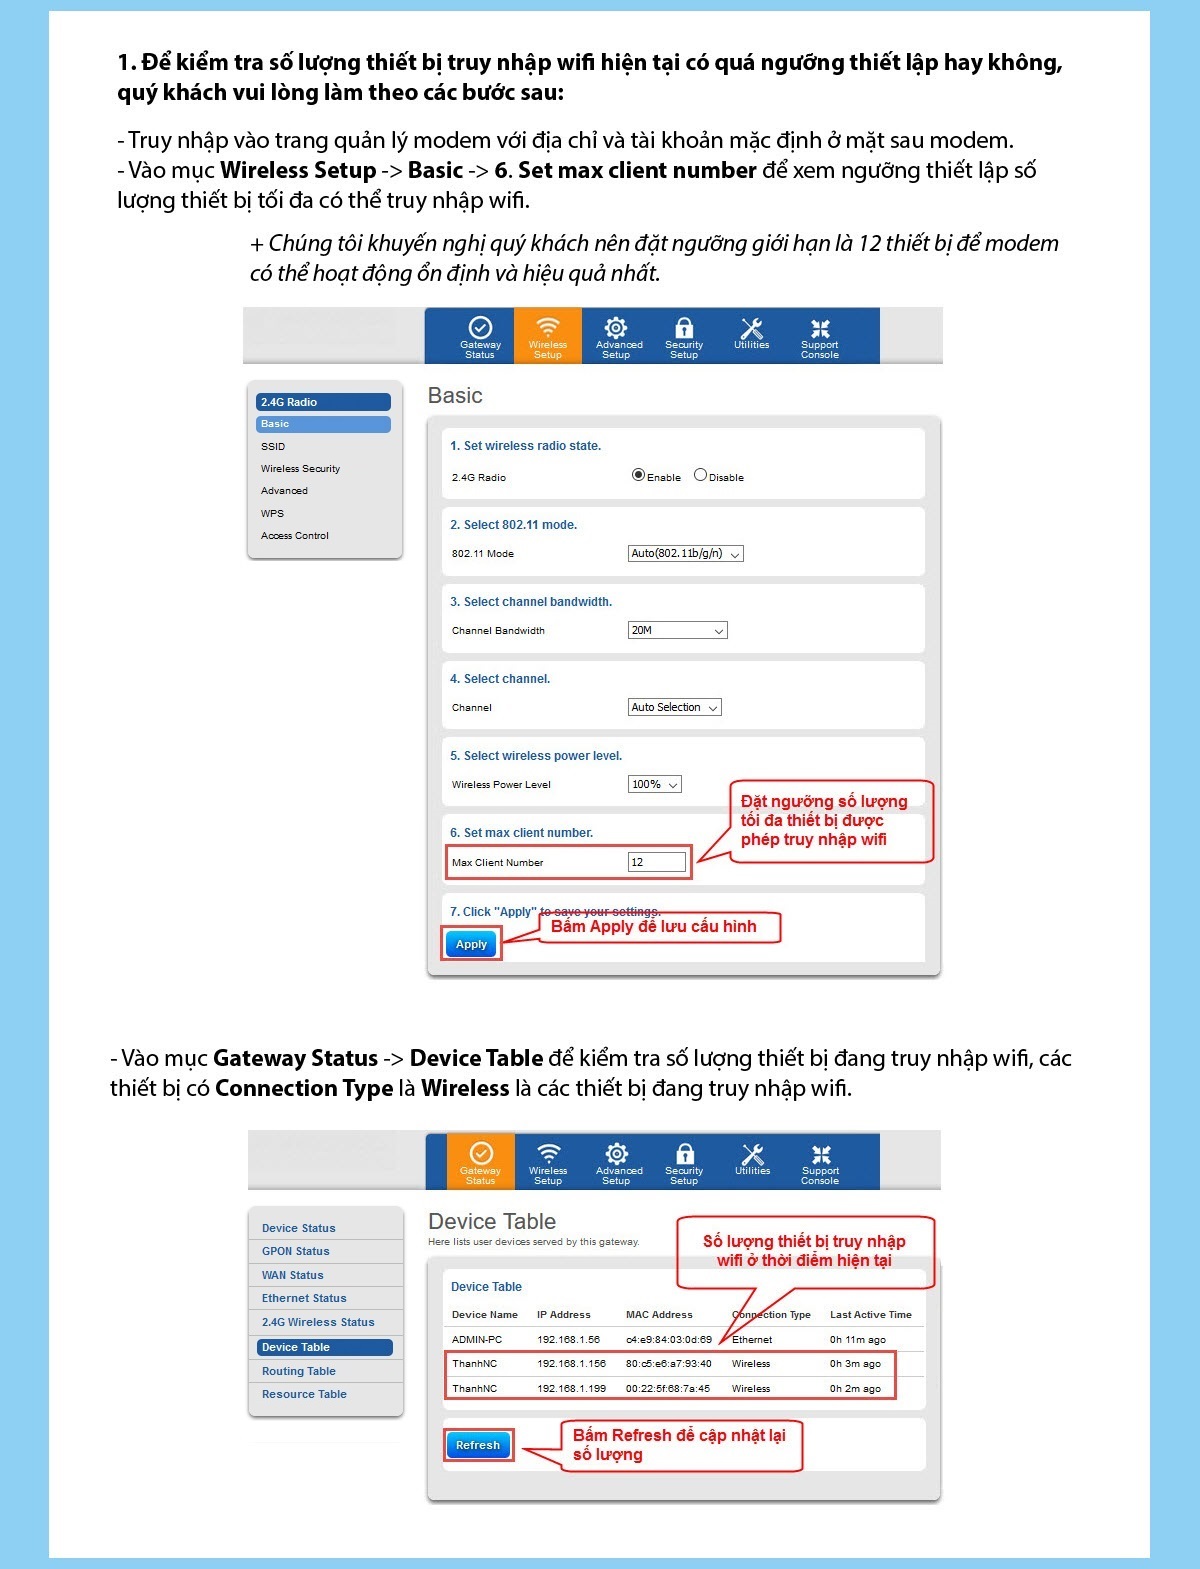 1. Để kiểm tra số lượng thiết bị truy nhập wifi hiện tại có quá ngưỡng thiết lập hay không,
quý khách vui lòng làm theo các bước sau:
- Truy nhập vào trang quản lý modem với địa chỉ và tài khoản mặc định ở mặt sau modem.
- Vào mục Wireless Setup -> Basic -> 6. Set max client number để xem ngưỡng thiết lập số
lượng thiết bị tối đa có thể truy nhập wifi.
+ Chúng tôi khuyến nghị quý khách nên đặt ngưỡng giới hạn là 12 thiết bị để modem
có thể hoạt động ổn định và hiệu quả nhất.
Gateway Status
Wireless Setup
Advanced Setup
Security Setup
Utilities
Support Console
2.4G Radio
Basic
SSID
Wireless Security
Advanced
WPS
Access Control
Basic
1. Set wireless radio state.
2.4G Radio Enable Disable
2. Select 802.11 mode.
802.11 Mode Auto(802.11b/g/n)
3. Select channel bandwidth.
Channel Bandwidth 20M
4. Select channel.
Channel Auto Selection
5. Select wireless power level.
Wireless Power Level 100%
Đặt ngưỡng số lượng
tối đa thiết bị được
phép truy nhập wifi
6. Set max client number.
Max Client Number 12
7. Click "Apply" to save your settings.
Bấm Apply để lưu cấu hình
Apply
- Vào mục Gateway Status -> Device Table để kiểm tra số lượng thiết bị đang truy nhập wifi, các
thiết bị có Connection Type là Wireless là các thiết bị đang truy nhập wifi.
Gateway Status
Wireless Setup
Advanced Setup
Security Setup
Utilities
Support Console
Device Status
GPON Status
WAN Status
Ethernet Status
2.4G Wireless Status
Device Table
Routing Table
Resource Table
Device Table
Here lists user devices served by this gateway.
Số lượng thiết bị truy nhập
wifi ở thời điểm hiện tại
Device Table
Device Name IP Address MAC Address Connection Type Last Active Time
ADMIN-PC 192.168.1.56 c4:e9:84:03:0d:69 Ethernet 0h 11m ago
ThanhNC 192.168.1.156 80:c5:e6:a7:93:40 Wireless 0h 3m ago
ThanhNC 192.168.1.199 00:22:5f:68:7a:45 Wireless 0h 2m ago
Refresh
Bấm Refresh để cập nhật lại
số lượng